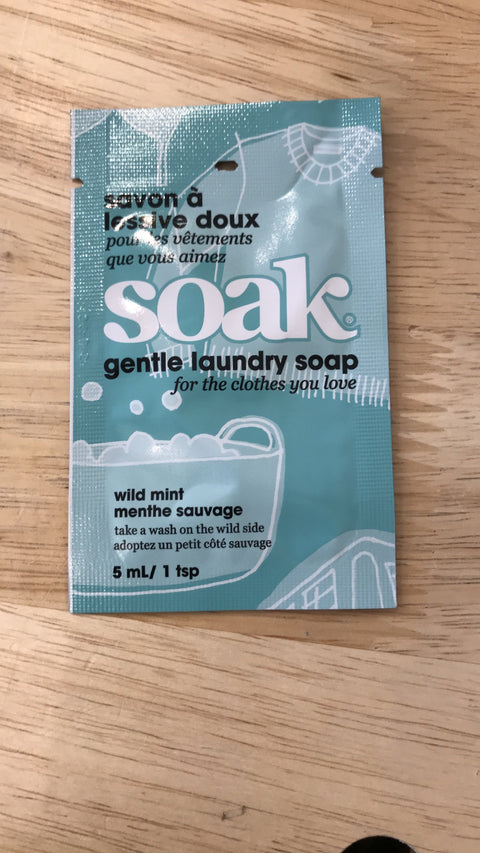 savon à
lessive doux
pour les vêtements
que vous aimez
soak®
gentle laundry soap
for the clothes you love
wild mint
menthe sauvage
take a wash on the wild side
adoptez un petit côté sauvage
5 mL/ 1 tsp